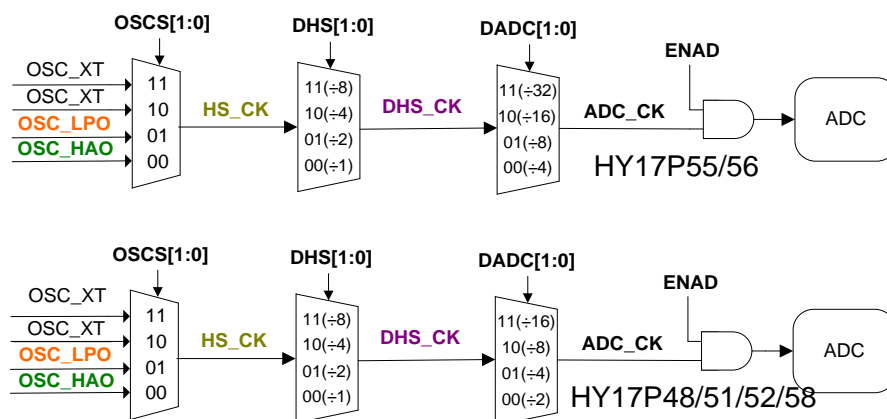 OSCS[1:0]
DHS[1:0]
DADC[1:0]
ENAD
OSC_XT
OSC_XT
OSC_LPO
OSC_HAO
11
10
01
00
HS_CK
11(÷8)
10(÷4)
01(÷2)
00(÷1)
DHS_CK
11(÷32)
10(÷16)
01(÷8)
00(÷4)
ADC_CK
ADC
HY17P55/56
OSCS[1:0]
DHS[1:0]
DADC[1:0]
ENAD
OSC_XT
OSC_XT
OSC_LPO
OSC_HAO
11
10
01
00
HS_CK
11(÷8)
10(÷4)
01(÷2)
00(÷1)
DHS_CK
11(÷16)
10(÷8)
01(÷4)
00(÷2)
ADC_CK
ADC
HY17P48/51/52/58